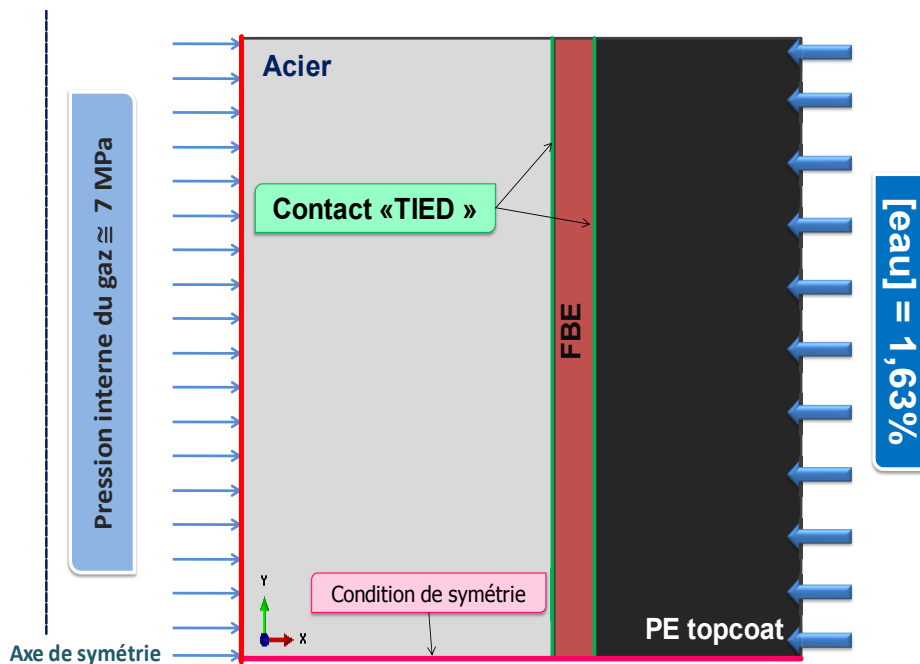 Acier
Pression interne du gaz ≅ 7 MPa
Contact «TIED »
FBE
[eau] = 1,63%
Condition de symétrie
Y
X
PE topcoat
Axe de symétrie